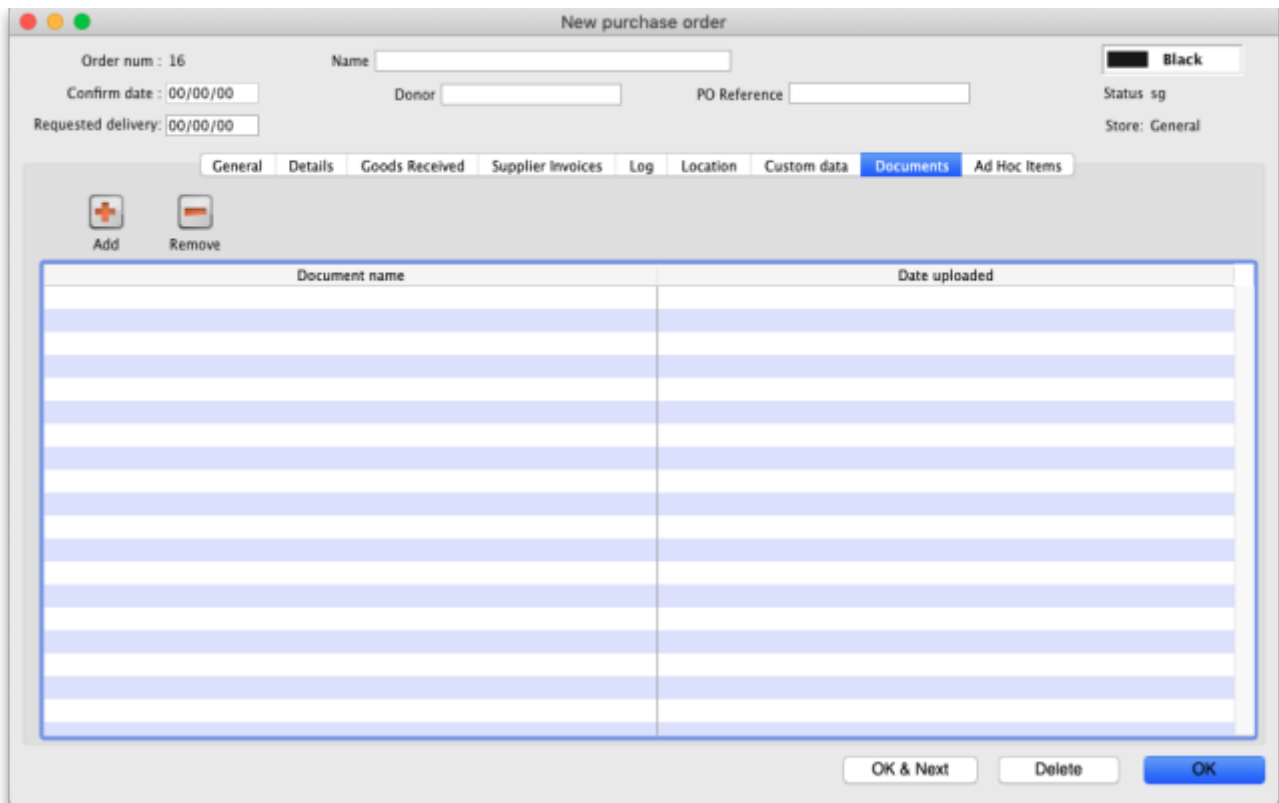 New purchase order
Order num : 16 Name Black
Confirm date : 00/00/00 Donor PO Reference Status sg
Requested delivery: 00/00/00 Store: General
General Details Goods Received Supplier Invoices Log Location Custom data Documents Ad Hoc Items
Add Remove
Document name Date uploaded
OK & Next Delete OK